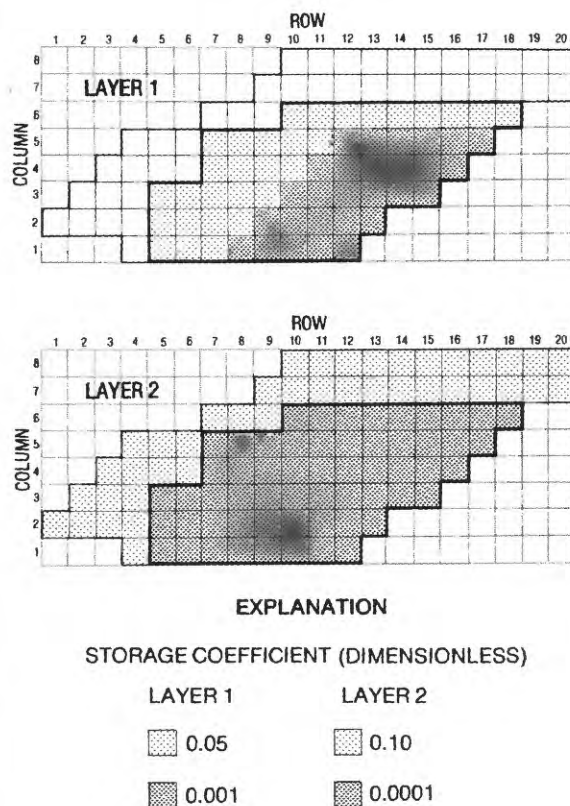 ROW
1 2 3 4 5 6 7 8 9 10 11 12 13 14 15 16 17 18 19 20
8
7
LAYER 1
6
5
COLUMN
4
3
2
1
ROW
1 2 3 4 5 6 7 8 9 10 11 12 13 14 15 16 17 18 19 20
8
7
LAYER 2
6
5
COLUMN
4
3
2
1
EXPLANATION
STORAGE COEFFICIENT (DIMENSIONLESS)
LAYER 1 LAYER 2
0.05 0.10
0.001 0.0001